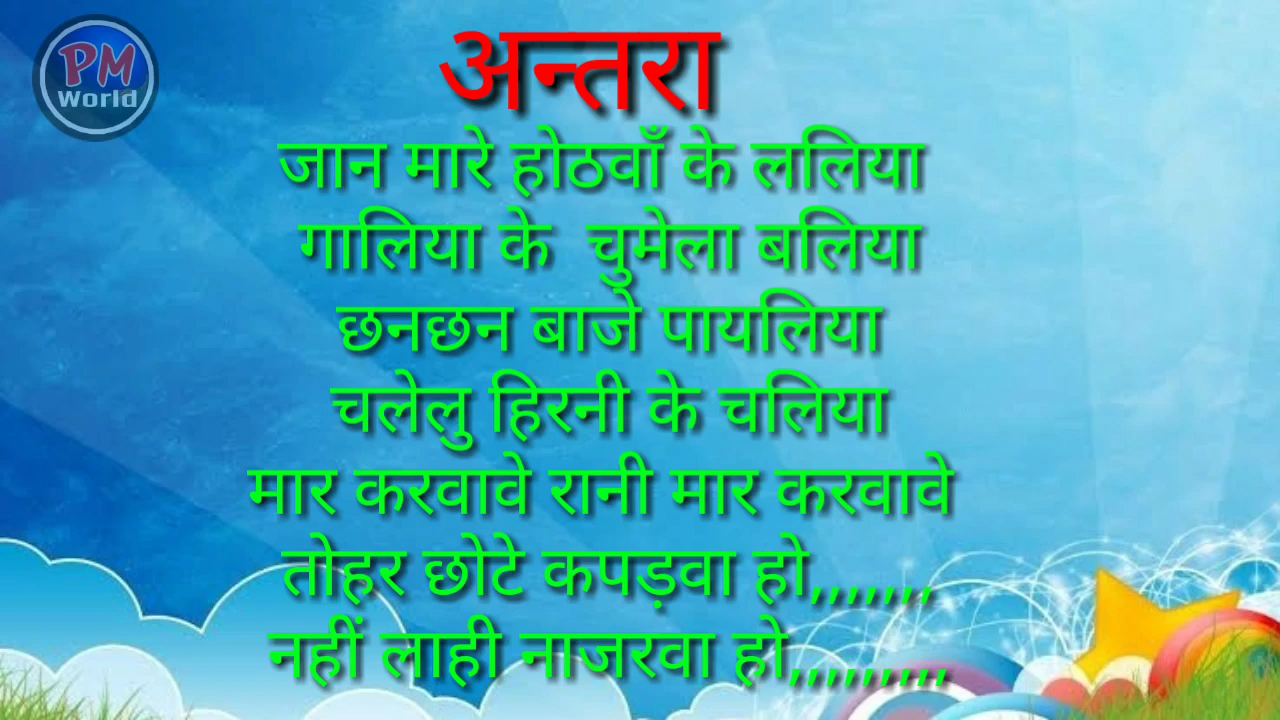 PM
World
अन्तरा
जान मारे होठवाँ के ललिया
गालिया के चुमेला बलिया
छनछन बाजे पायलिया
चलेलु हिरनी के चलिया
मार करवावे रानी मार करवावे
तोहर छोटे कपड़वा हो,,,,,,,
नहीं लाही नाजरवा हो,,,,,,,,,